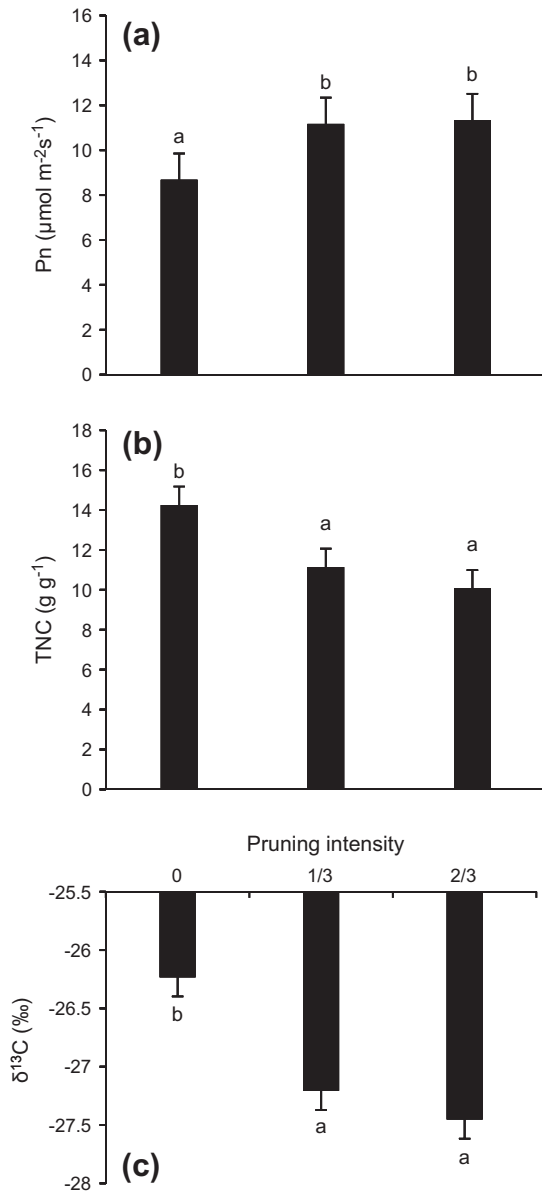 (a)
16
14
12
10
8
6
4
2
0
Pn (μmol m-2s-1)
a
b
b
(b)
18
16
14
12
10
8
6
4
2
0
TNC (g g-1)
b
a
a
Pruning intensity
0 1/3 2/3
-25.5
-26
-26.5
-27
-27.5
-28
δ13C (‰)
b
a
a
(c)